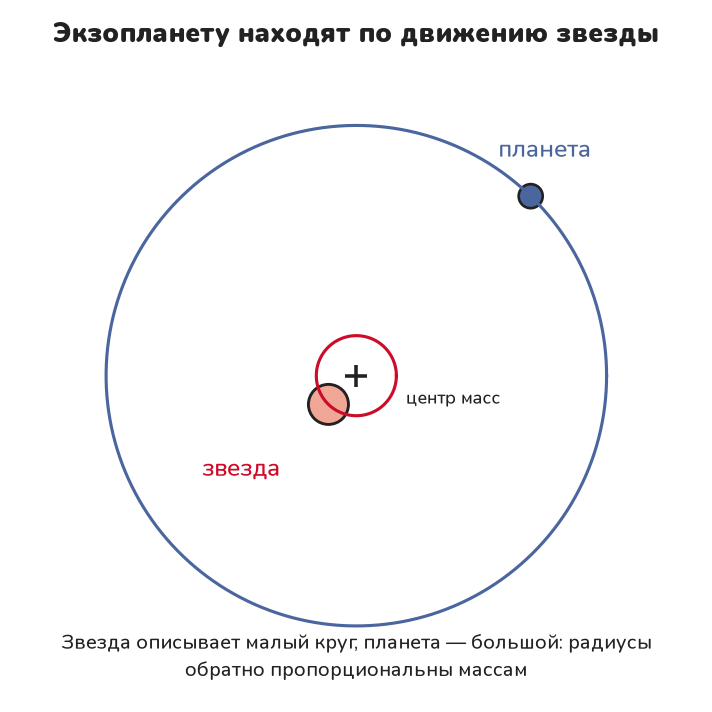 Экзопланету находят по движению звезды
планета
центр масс
звезда
Звезда описывает малый круг, планета — большой: радиусы
обратно пропорциональны массам